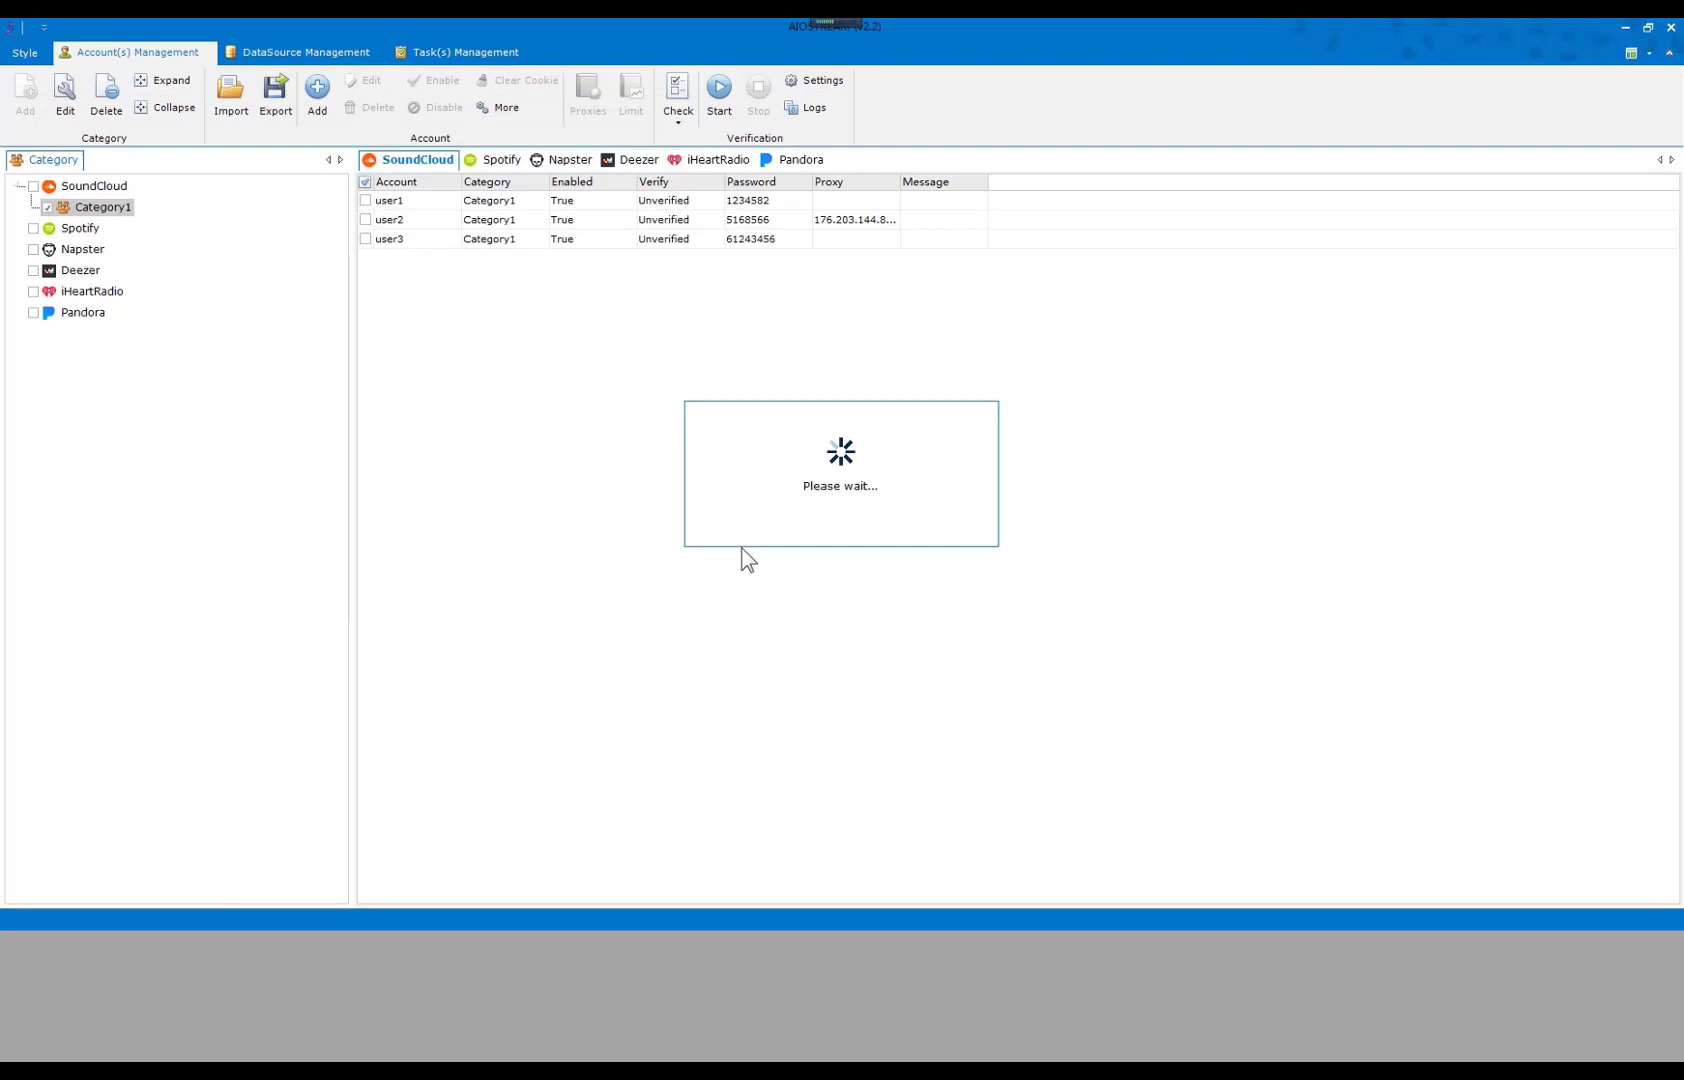 AIOSTREAM (v2.2)
Style Account(s) Management DataSource Management Task(s) Management
Add Edit Delete Expand Collapse Import Export Add Edit Delete Enable Disable Clear Cookie More Proxies Limit Check Start Stop Settings Logs
Category Account Verification
Category
SoundCloud
Category1
Spotify
Napster
Deezer
iHeartRadio
Pandora
SoundCloud Spotify Napster Deezer iHeartRadio Pandora
Account Category Enabled Verify Password Proxy Message
user1 Category1 True Unverified 1234582
user2 Category1 True Unverified 5168566 176.203.144.8...
user3 Category1 True Unverified 61243456
Please wait...